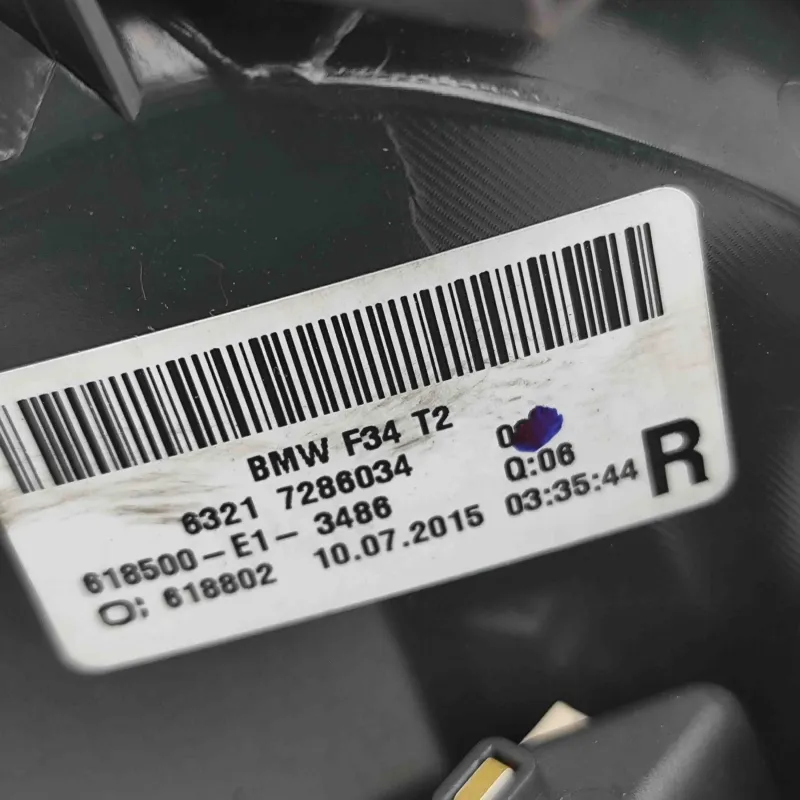 BMW F34 T2
6321 7286034
Q:06
R
618500-E1- 3486
O; 618802 10.07.2015 03:35:44